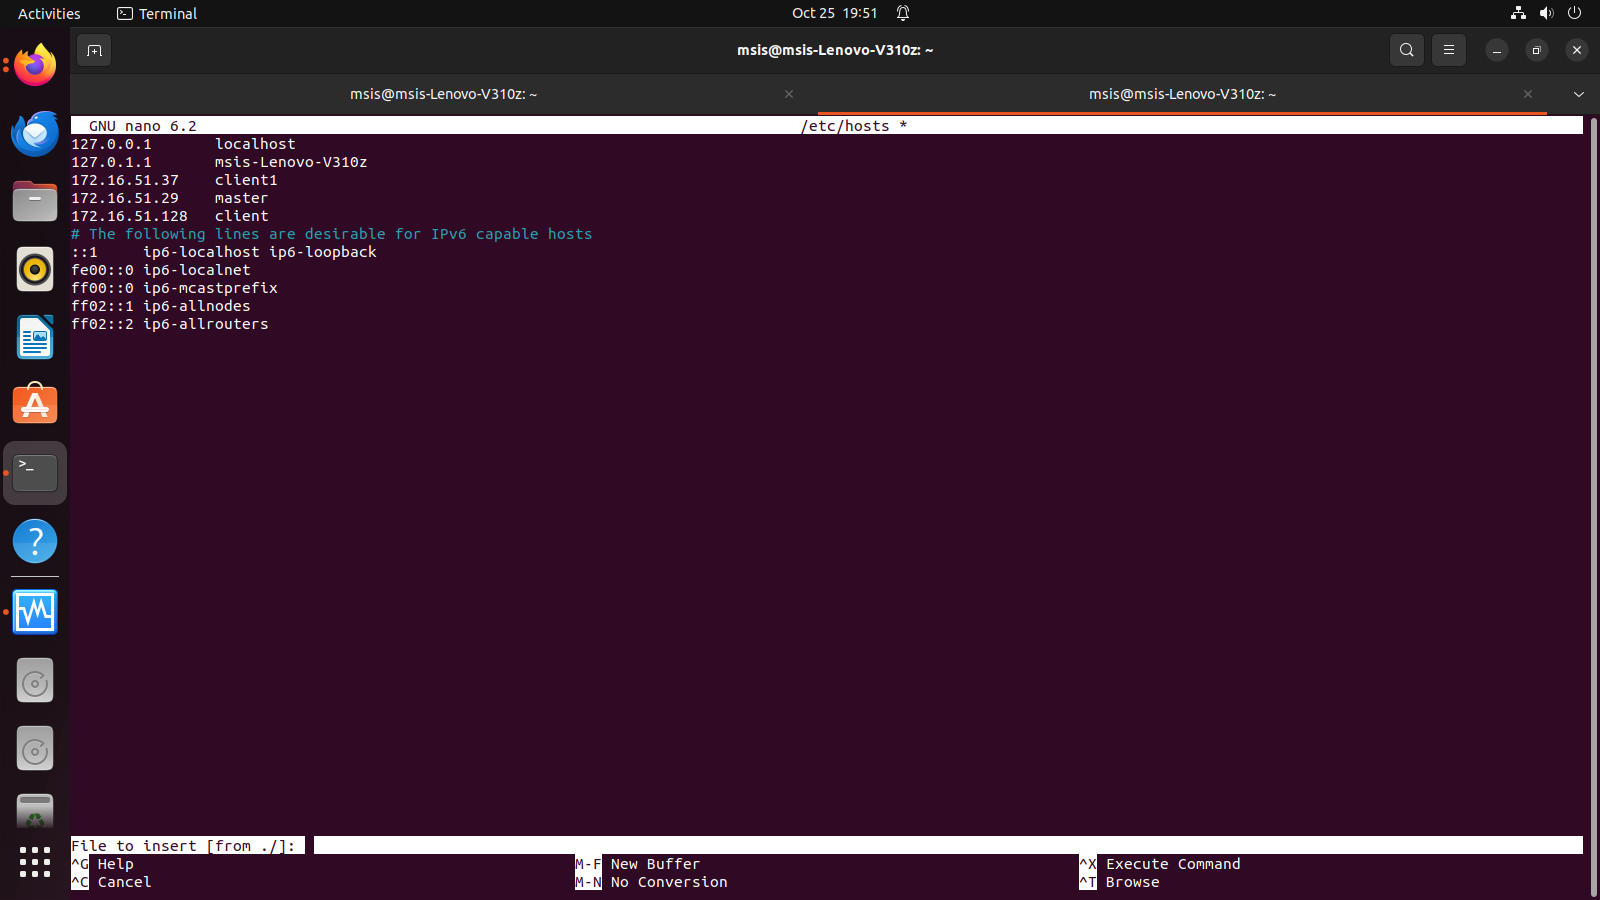 Activities Terminal Oct 25 19:51
msis@msis-Lenovo-V310z: ~
msis@msis-Lenovo-V310z: ~ msis@msis-Lenovo-V310z: ~
GNU nano 6.2 /etc/hosts *
127.0.0.1 localhost
127.0.1.1 msis-Lenovo-V310z
172.16.51.37 client1
172.16.51.29 master
172.16.51.128 client
# The following lines are desirable for IPv6 capable hosts
::1 ip6-localhost ip6-loopback
fe00::0 ip6-localnet
ff00::0 ip6-mcastprefix
ff02::1 ip6-allnodes
ff02::2 ip6-allrouters
File to insert [from ./]:
^G Help M-F New Buffer ^X Execute Command
^C Cancel M-N No Conversion ^T Browse